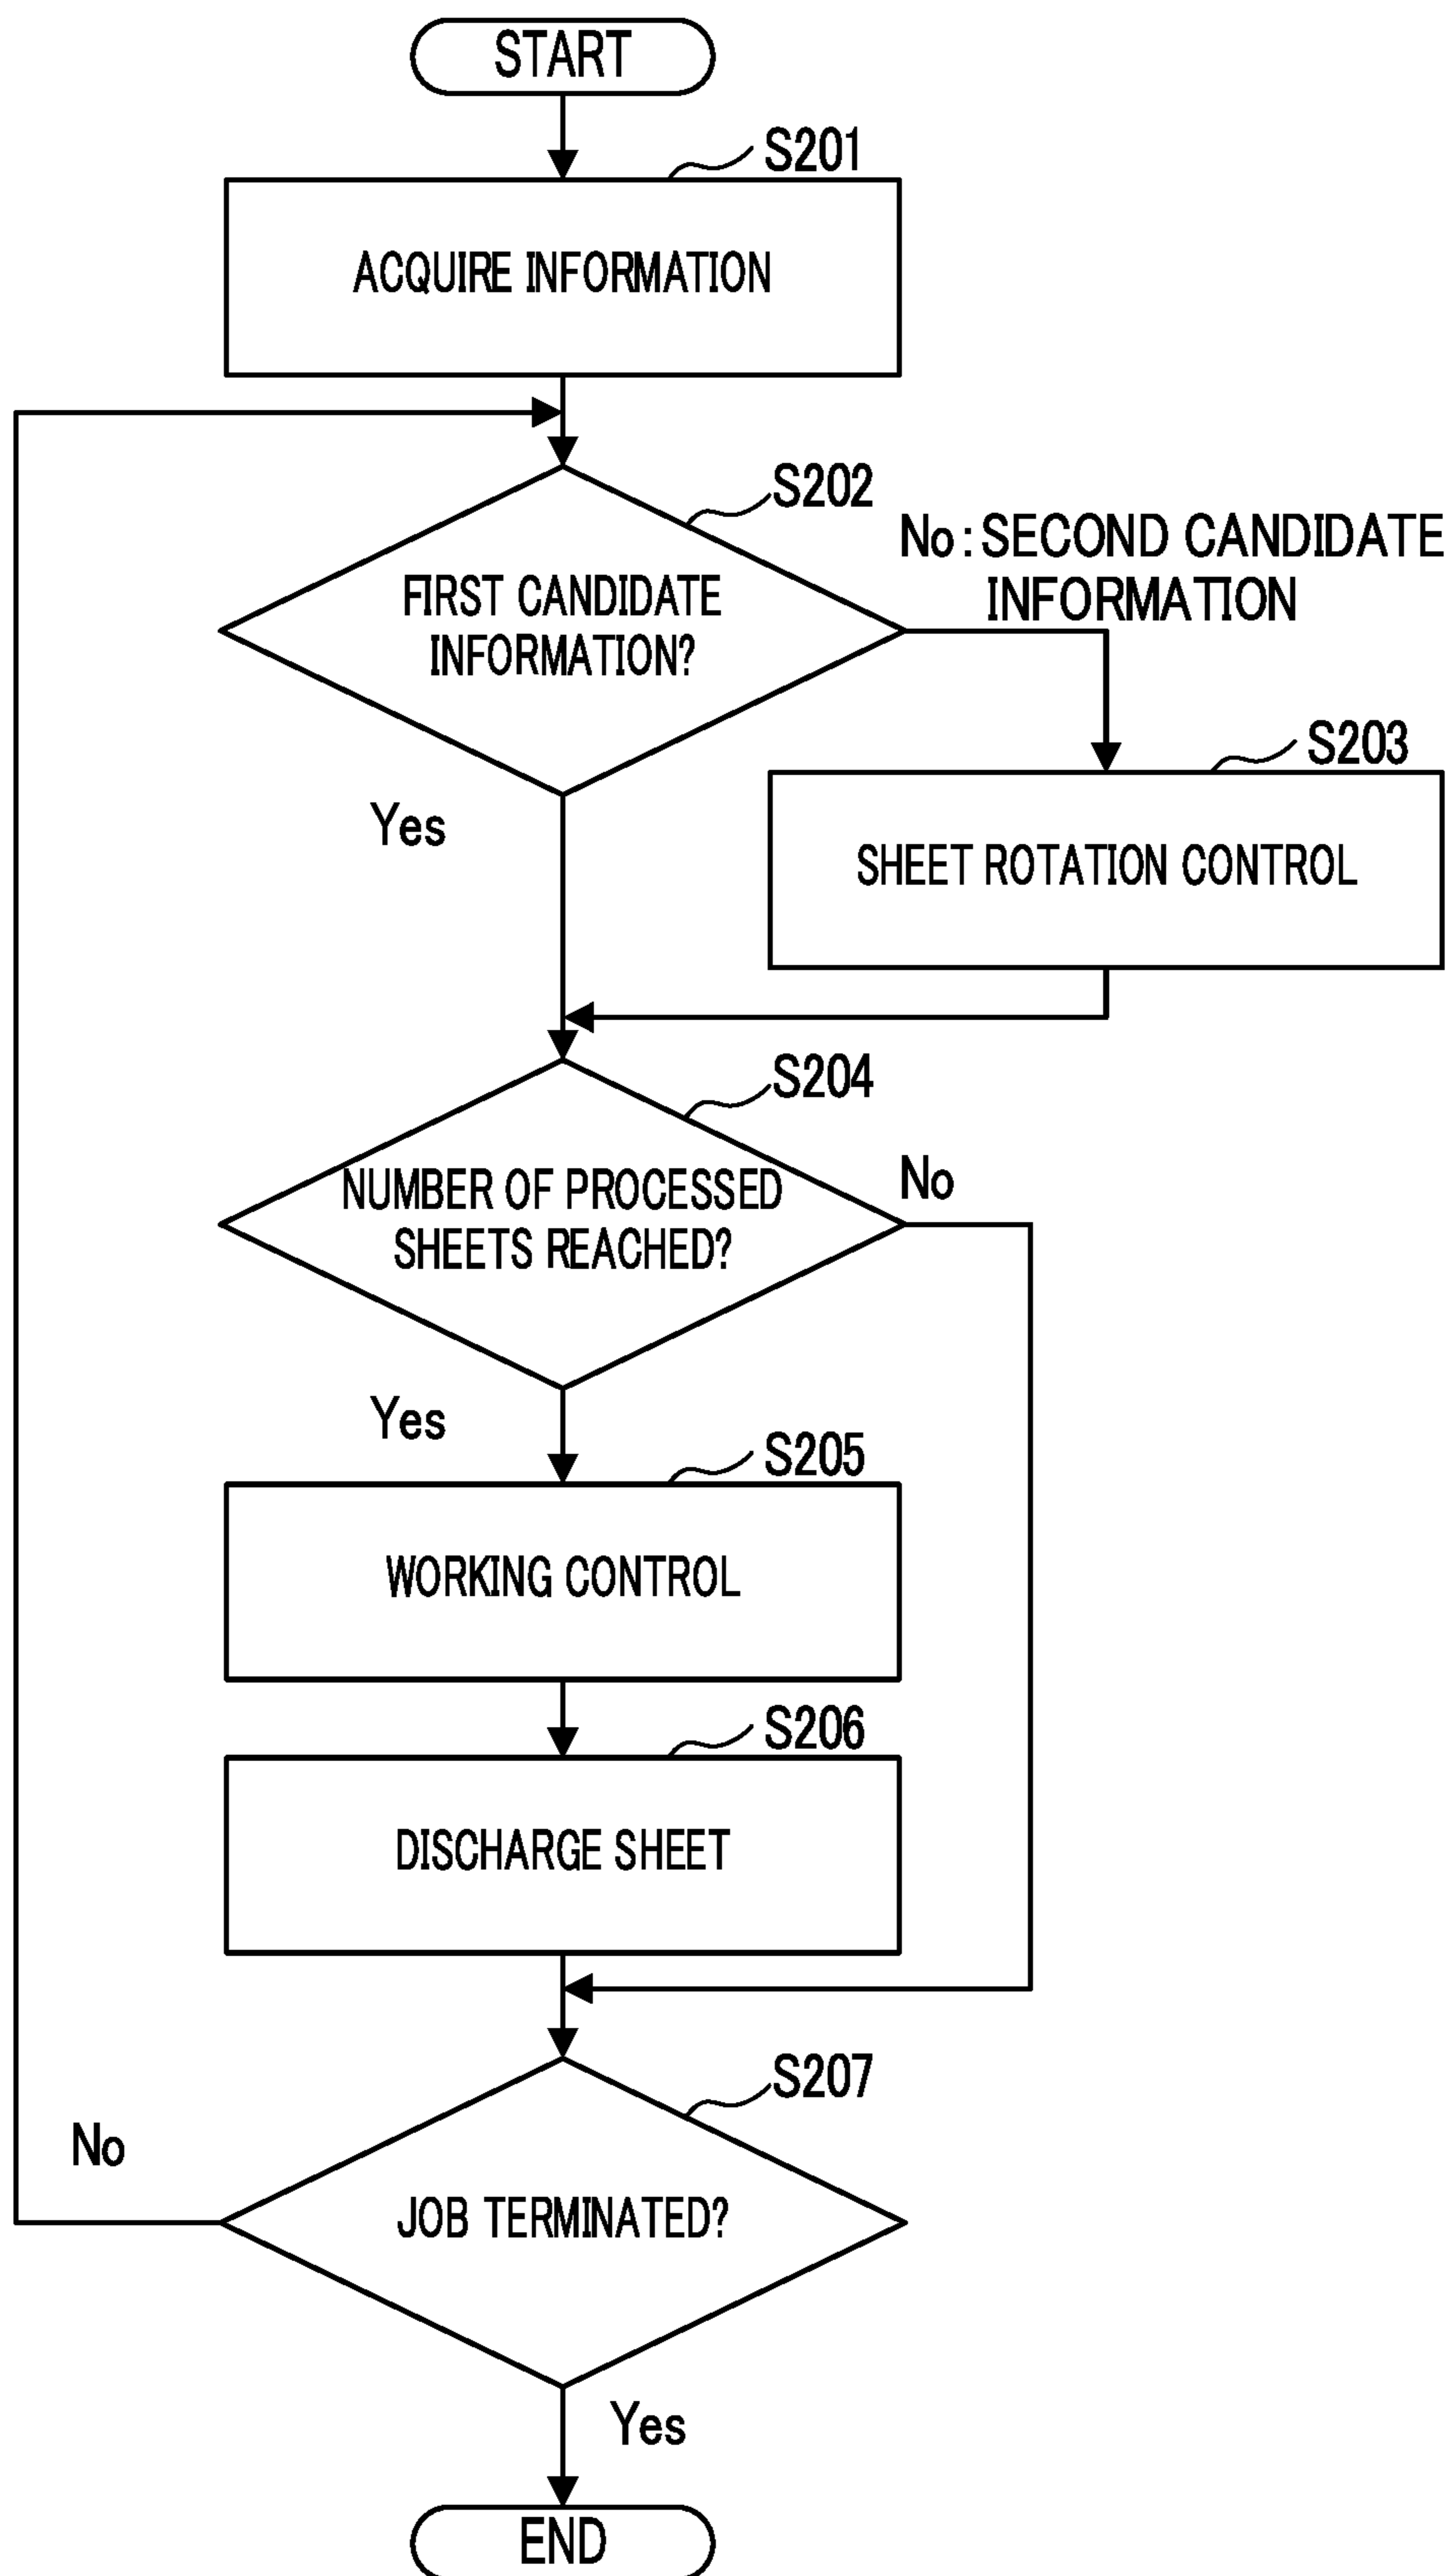 START
S201
ACQUIRE INFORMATION
S202
No:SECOND CANDIDATE
INFORMATION
FIRST CANDIDATE
INFORMATION?
Yes
S203
SHEET ROTATION CONTROL
S204
NUMBER OF PROCESSED
SHEETS REACHED?
No
Yes
S205
WORKING CONTROL
S206
DISCHARGE SHEET
S207
No
JOB TERMINATED?
Yes
END